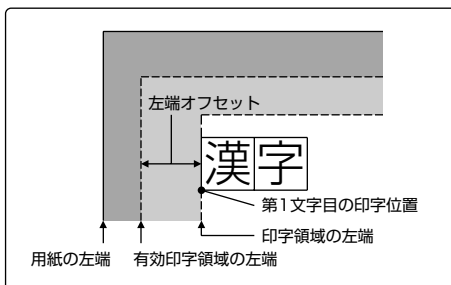 左端オフセット
漢字
第1文字目の印字位置
印字領域の左端
用紙の左端 有効印字領域の左端